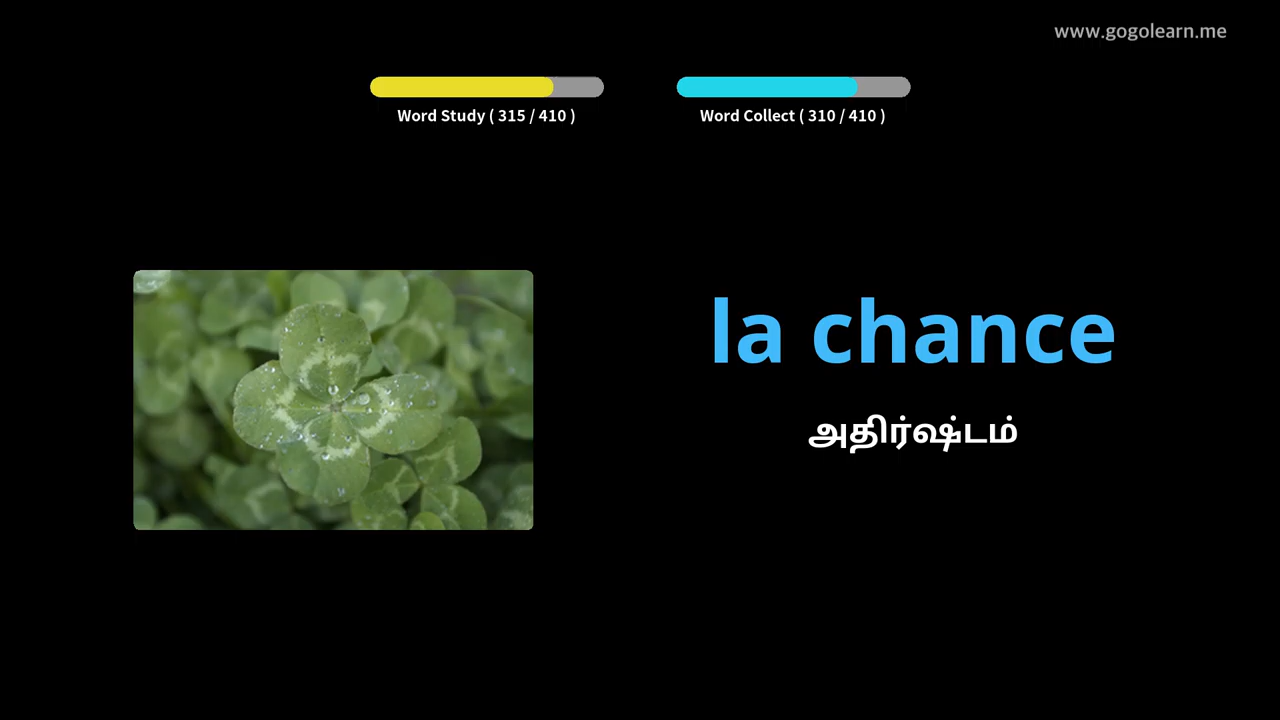 www.gogolearn.me
Word Study ( 315 / 410 )
Word Collect ( 310 / 410 )
la chance
அதிர்ஷ்டம்